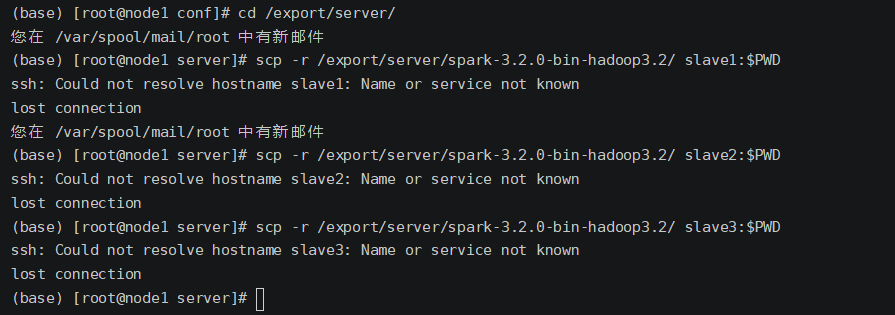 (base) [root@node1 conf]# cd /export/server/
您在 /var/spool/mail/root 中有新邮件
(base) [root@node1 server]# scp -r /export/server/spark-3.2.0-bin-hadoop3.2/ slave1:$PWD
ssh: Could not resolve hostname slave1: Name or service not known
lost connection
您在 /var/spool/mail/root 中有新邮件
(base) [root@node1 server]# scp -r /export/server/spark-3.2.0-bin-hadoop3.2/ slave2:$PWD
ssh: Could not resolve hostname slave2: Name or service not known
lost connection
(base) [root@node1 server]# scp -r /export/server/spark-3.2.0-bin-hadoop3.2/ slave3:$PWD
ssh: Could not resolve hostname slave3: Name or service not known
lost connection
(base) [root@node1 server]#